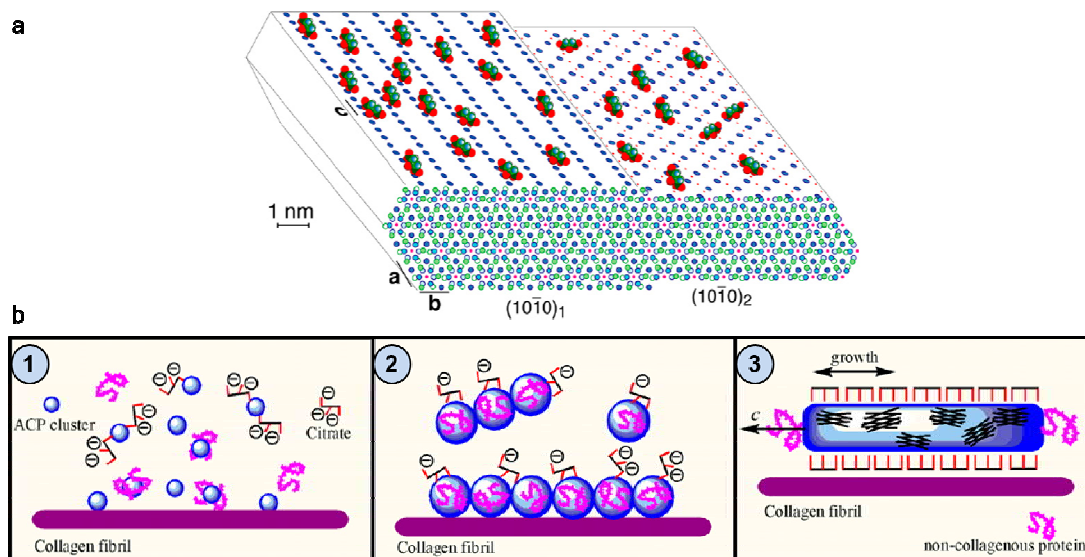 a
c
1 nm
a
b
(101̄0)₁
(101̄0)₂
b
1
ACP cluster
Citrate
Collagen fibril
2
Collagen fibril
3
growth
c
Collagen fibril
non-collagenous protein